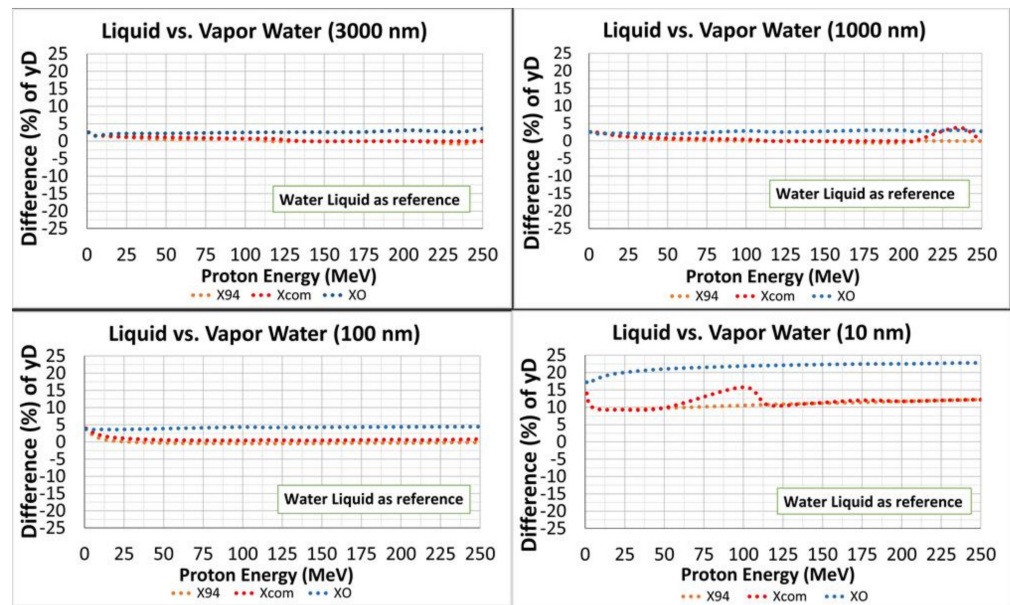 Liquid vs. Vapor Water (3000 nm)
Difference (%) of yD
25
20
15
10
5
0
-5
-10
-15
-20
-25
Water Liquid as reference
0 25 50 75 100 125 150 175 200 225 250
Proton Energy (MeV)
X94 Xcom XO
Liquid vs. Vapor Water (1000 nm)
Difference (%) of yD
25
20
15
10
5
0
-5
-10
-15
-20
-25
Water Liquid as reference
0 25 50 75 100 125 150 175 200 225 250
Proton Energy (MeV)
X94 Xcom XO
Liquid vs. Vapor Water (100 nm)
Difference (%) of yD
25
20
15
10
5
0
-5
-10
-15
-20
-25
Water Liquid as reference
0 25 50 75 100 125 150 175 200 225 250
Proton Energy (MeV)
X94 Xcom XO
Liquid vs. Vapor Water (10 nm)
Difference (%) of yD
25
20
15
10
5
0
-5
-10
-15
-20
-25
Water Liquid as reference
0 25 50 75 100 125 150 175 200 225 250
Proton Energy (MeV)
X94 Xcom XO